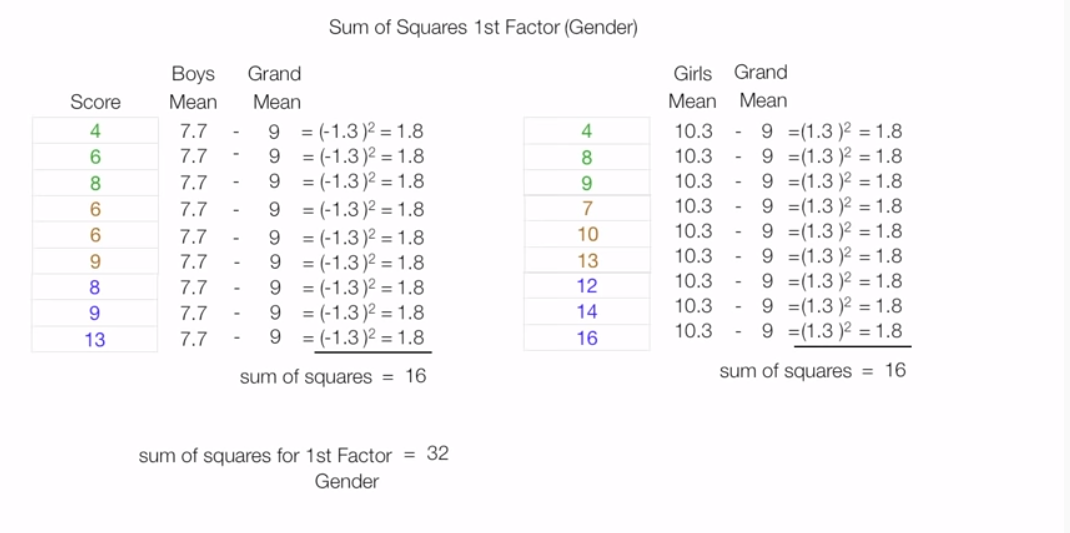 Sum of Squares 1st Factor (Gender)
Boys Grand
Score Mean Mean
4 7.7 - 9 = (-1.3 )² = 1.8
6 7.7 - 9 = (-1.3 )² = 1.8
8 7.7 - 9 = (-1.3 )² = 1.8
6 7.7 - 9 = (-1.3 )² = 1.8
6 7.7 - 9 = (-1.3 )² = 1.8
9 7.7 - 9 = (-1.3 )² = 1.8
8 7.7 - 9 = (-1.3 )² = 1.8
9 7.7 - 9 = (-1.3 )² = 1.8
13 7.7 - 9 = (-1.3 )² = 1.8
sum of squares = 16
Girls Grand
Mean Mean
4 10.3 - 9 =(1.3 )² = 1.8
8 10.3 - 9 =(1.3 )² = 1.8
9 10.3 - 9 =(1.3 )² = 1.8
7 10.3 - 9 =(1.3 )² = 1.8
10 10.3 - 9 =(1.3 )² = 1.8
13 10.3 - 9 =(1.3 )² = 1.8
12 10.3 - 9 =(1.3 )² = 1.8
14 10.3 - 9 =(1.3 )² = 1.8
16 10.3 - 9 =(1.3 )² = 1.8
sum of squares = 16
sum of squares for 1st Factor = 32
Gender